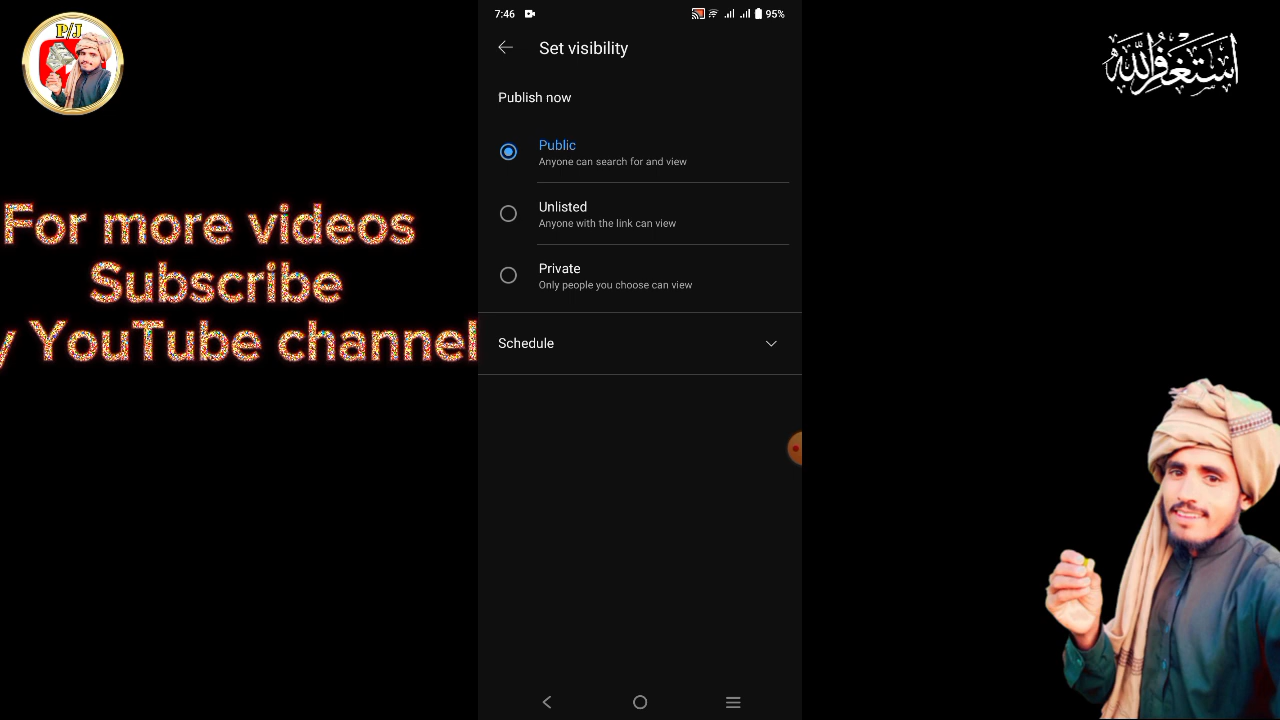 P/J
For more videos
Subscribe
y YouTube channel
7:46
95%
Set visibility
Publish now
Public
Anyone can search for and view
Unlisted
Anyone with the link can view
Private
Only people you choose can view
Schedule
استغفرالله